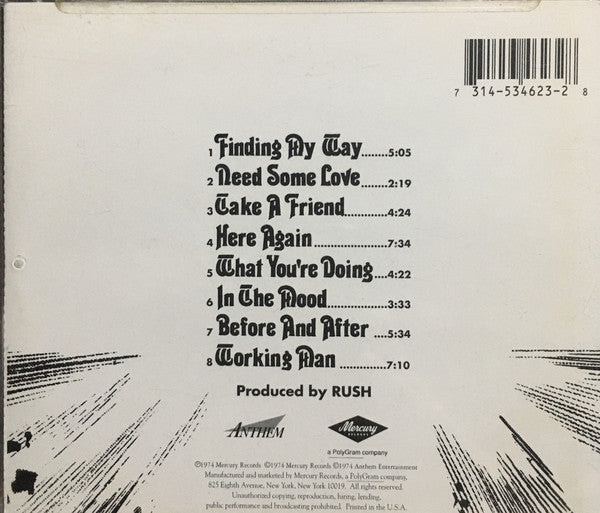 7 314-534623-2 8
1 Finding My Way........5:05
2 Need Some Love........2:19
3 Take A Friend..........4:24
4 Here Again..............7:34
5 What You're Doing....4:22
6 In The Mood...........3:33
7 Before And After ......5:34
8 Working Man ...........7:10
Produced by RUSH
ANTHEM
Mercury
RECORDS
a PolyGram company
℗1974 Mercury Records ©1974 Mercury Records ©1974 Anthem Entertainment
Manufactured and marketed by Mercury Records, a PolyGram company,
825 Eighth Avenue, New York, New York 10019. All rights reserved.
Unauthorized copying, reproduction, hiring, lending,
public performance and broadcasting prohibited. Printed in the U.S.A.